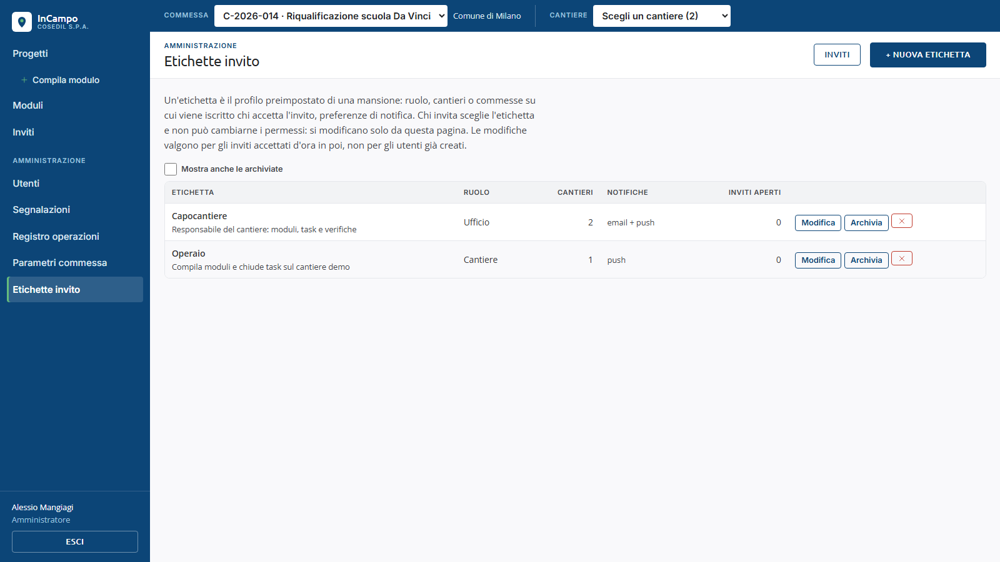 InCampo
COSEDIL S.P.A.
Progetti
+ Compila modulo
Moduli
Inviti
AMMINISTRAZIONE
Utenti
Segnalazioni
Registro operazioni
Parametri commessa
Etichette invito
Alessio Mangiagi
Amministratore
ESCI
COMMESSA C-2026-014 · Riqualificazione scuola Da Vinci Comune di Milano CANTIERE Scegli un cantiere (2)
AMMINISTRAZIONE
Etichette invito
INVITI + NUOVA ETICHETTA
Un'etichetta è il profilo preimpostato di una mansione: ruolo, cantieri o commesse su
cui viene iscritto chi accetta l'invito, preferenze di notifica. Chi invita sceglie l'etichetta
e non può cambiarne i permessi: si modificano solo da questa pagina. Le modifiche
valgono per gli inviti accettati d'ora in poi, non per gli utenti già creati.
Mostra anche le archiviate
ETICHETTA RUOLO CANTIERI NOTIFICHE INVITI APERTI
Capocantiere
Responsabile del cantiere: moduli, task e verifiche
Ufficio 2 email + push 0 Modifica Archivia ×
Operaio
Compila moduli e chiude task sul cantiere demo
Cantiere 1 push 0 Modifica Archivia ×